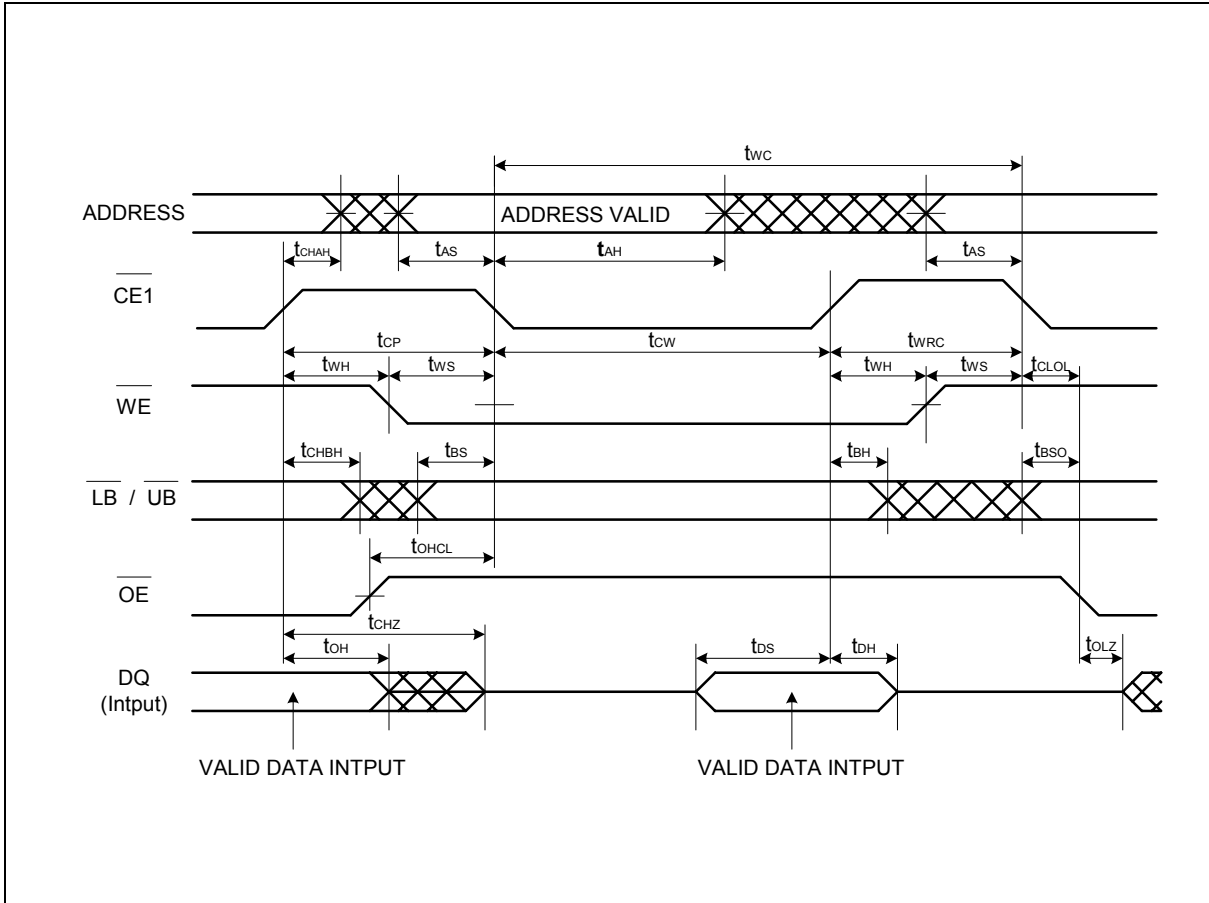 tWC
ADDRESS
ADDRESS VALID
tCHAH
tAS
tAH
tAS
CE1
tCP
tCW
tWRC
tWH
tWS
tWH
tWS
tCLOL
WE
tCHBH
tBS
tBH
tBSO
LB / UB
tOHCL
OE
tCHZ
tOH
tDS
tDH
tOLZ
DQ
(Intput)
VALID DATA INTPUT
VALID DATA INTPUT